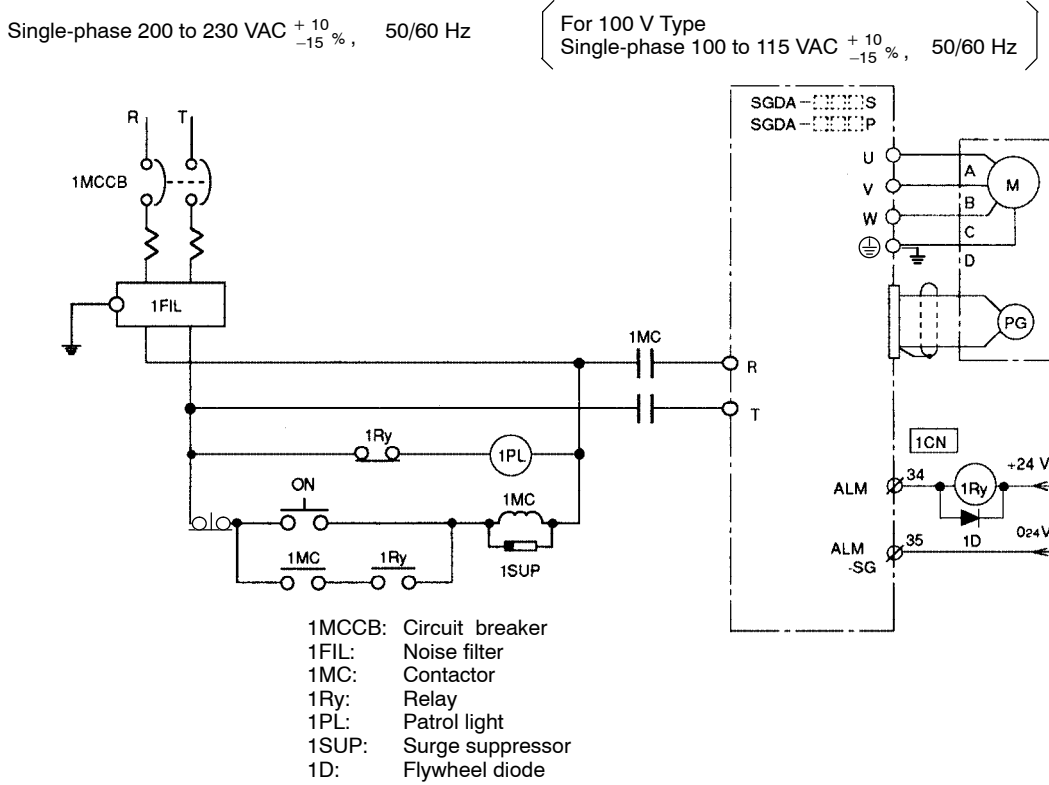 Single-phase 200 to 230 VAC + 10 −15 %, 50/60 Hz
For 100 V Type
Single-phase 100 to 115 VAC + 10 −15 %, 50/60 Hz
R T
1MCCB
1FIL
SGDA- S
SGDA- P
U
V
W
A
B
C
D
M
PG
1MC
R
T
1Ry
1PL
ON
1MC
1MC
1Ry
1SUP
1CN
ALM
34
1Ry
+24 V
1D
ALM
-SG
35
024V
1MCCB: Circuit breaker
1FIL: Noise filter
1MC: Contactor
1Ry: Relay
1PL: Patrol light
1SUP: Surge suppressor
1D: Flywheel diode